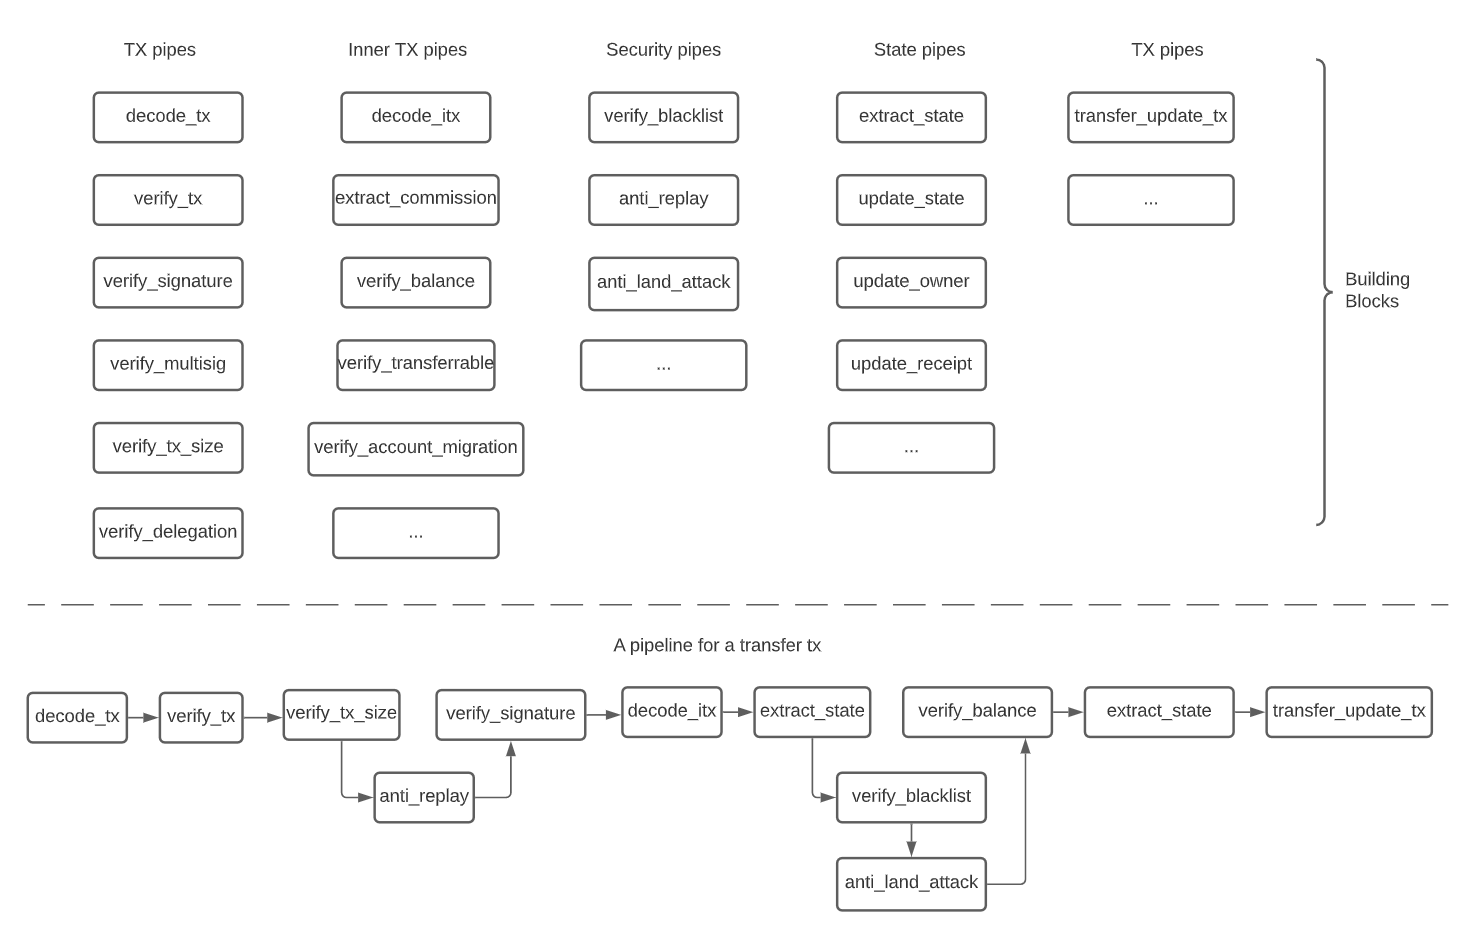 TX pipes
Inner TX pipes
Security pipes
State pipes
TX pipes
decode_tx
decode_itx
verify_blacklist
extract_state
transfer_update_tx
verify_tx
extract_commission
anti_replay
update_state
...
verify_signature
verify_balance
anti_land_attack
update_owner
Building
Blocks
verify_multisig
verify_transferrable
...
update_receipt
verify_tx_size
verify_account_migration
...
verify_delegation
...
A pipeline for a transfer tx
decode_tx
verify_tx
verify_tx_size
anti_replay
verify_signature
decode_itx
extract_state
verify_blacklist
anti_land_attack
verify_balance
extract_state
transfer_update_tx